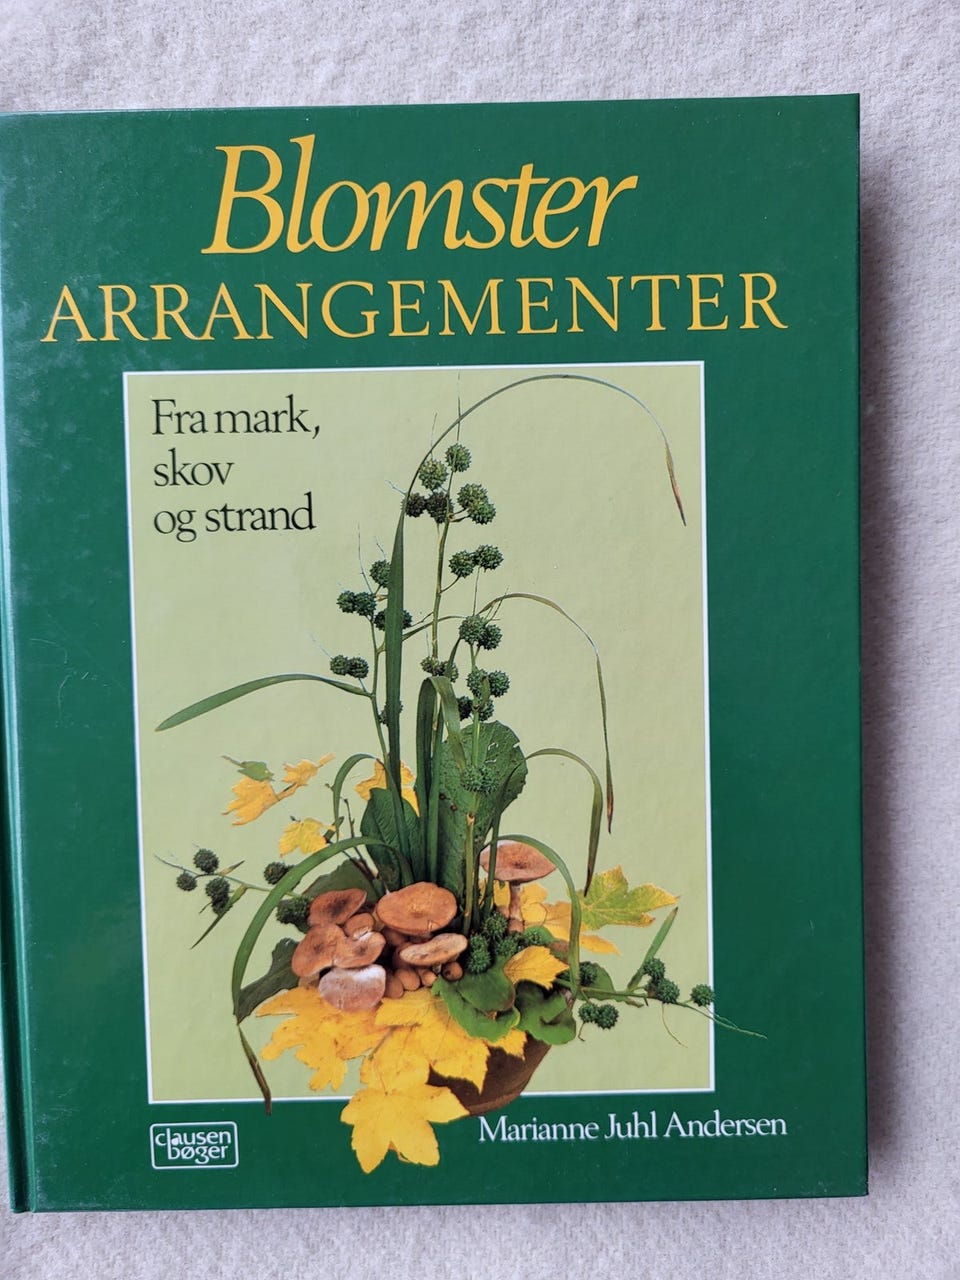 Blomster
ARRANGEMENTER
Fra mark,
skov
og strand
Marianne Juhl Andersen
clausen
bøger